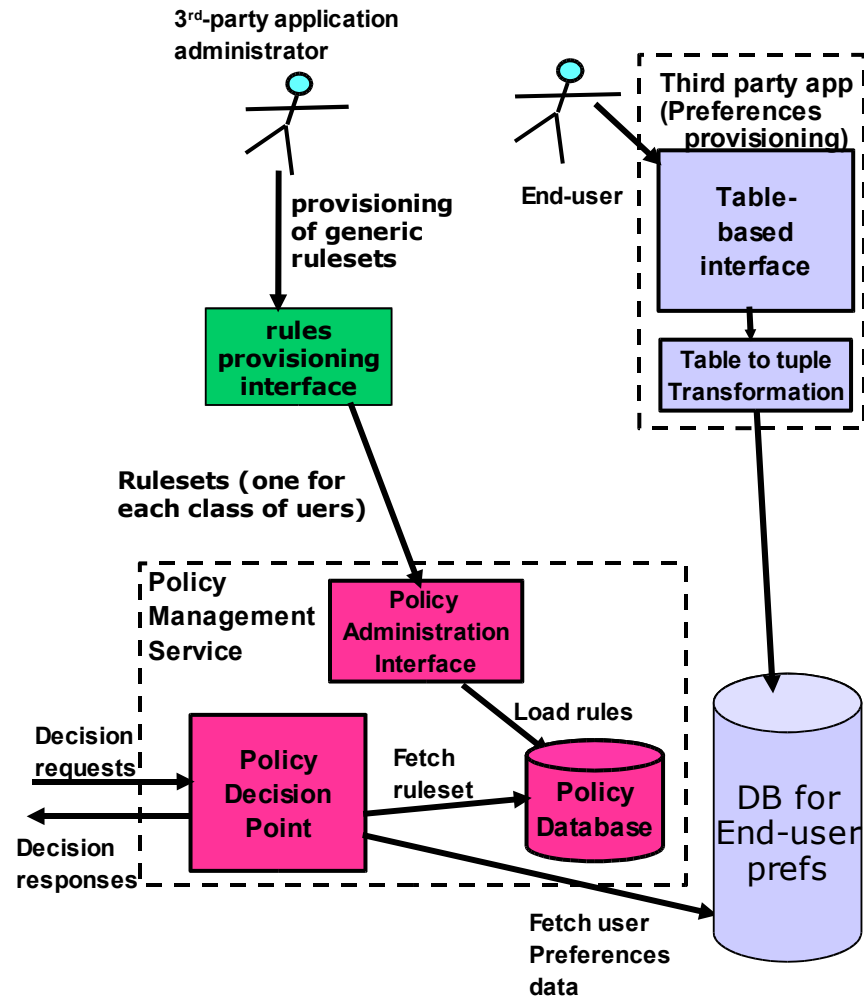 3rd-party application
administrator
Third party app
(Preferences
provisioning)
End-user
Table-
based
interface
provisioning
of generic
rulesets
rules
provisioning
interface
Table to tuple
Transformation
Rulesets (one for
each class of uers)
Policy
Management
Service
Policy
Administration
Interface
Load rules
Decision
requests
Policy
Decision
Point
Fetch
ruleset
Policy
Database
DB for
End-user
prefs
Decision
responses
Fetch user
Preferences
data